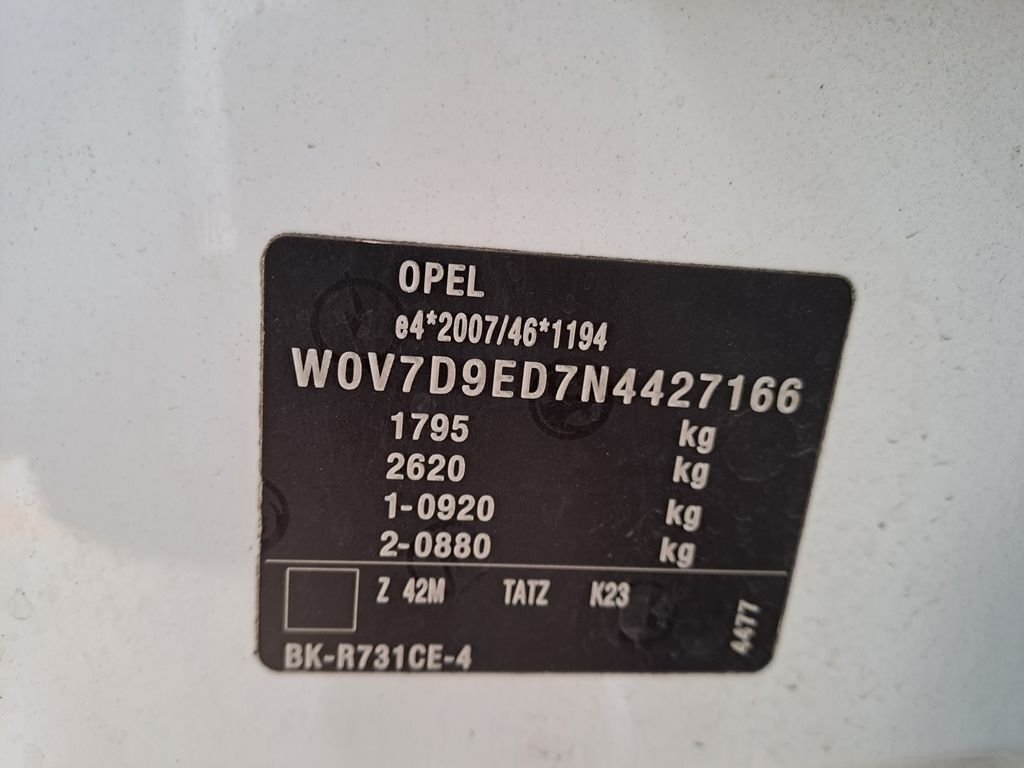 OPEL
e4*2007/46*1194
W0V7D9ED7N4427166
1795 kg
2620 kg
1-0920 kg
2-0880 kg
Z 42M TATZ K23
4477
BK-R731CE-4